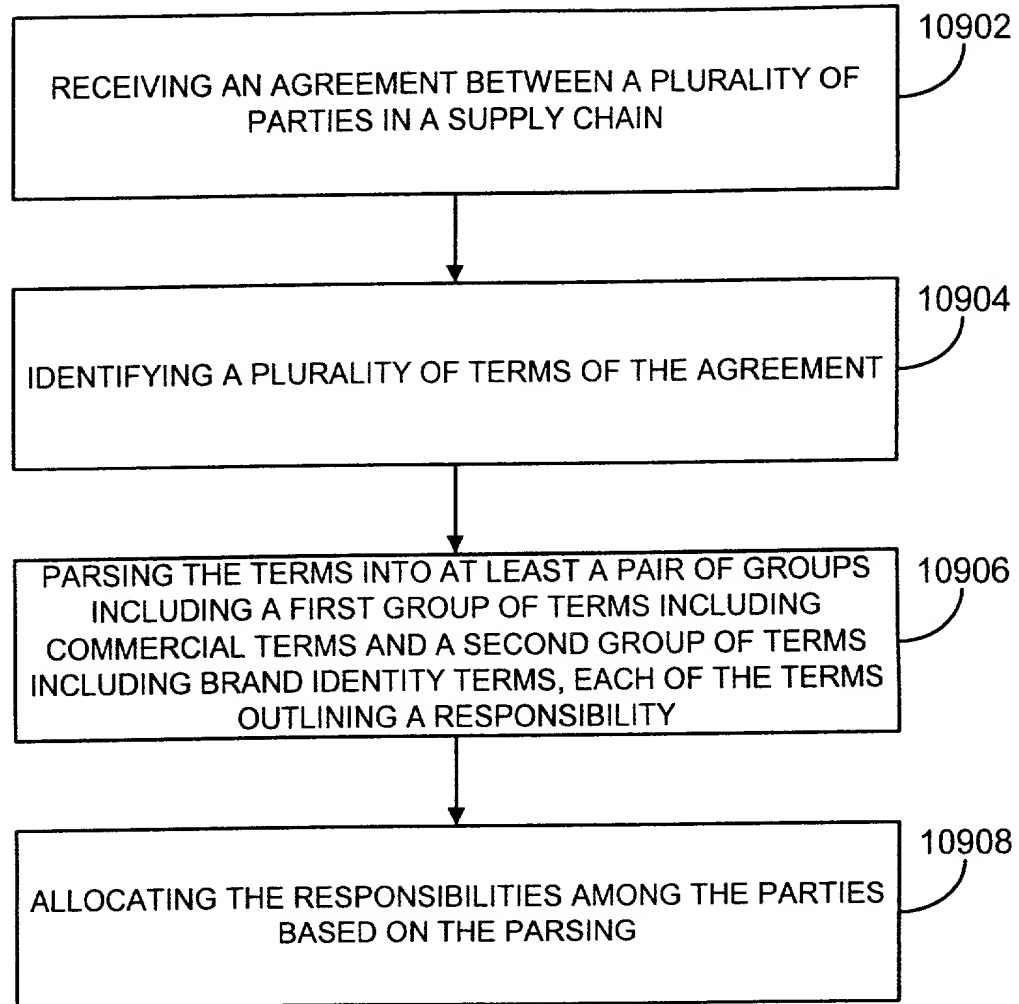 10902
RECEIVING AN AGREEMENT BETWEEN A PLURALITY OF
PARTIES IN A SUPPLY CHAIN
10904
IDENTIFYING A PLURALITY OF TERMS OF THE AGREEMENT
10906
PARSING THE TERMS INTO AT LEAST A PAIR OF GROUPS
INCLUDING A FIRST GROUP OF TERMS INCLUDING
COMMERCIAL TERMS AND A SECOND GROUP OF TERMS
INCLUDING BRAND IDENTITY TERMS, EACH OF THE TERMS
OUTLINING A RESPONSIBILITY
10908
ALLOCATING THE RESPONSIBILITIES AMONG THE PARTIES
BASED ON THE PARSING